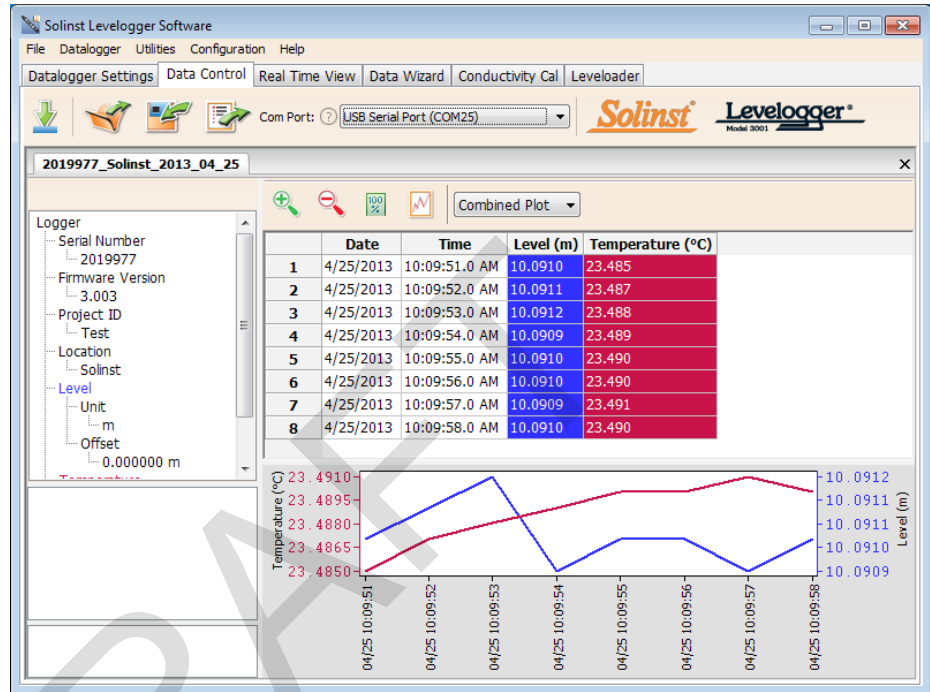 Solinst Levelogger Software
File Datalogger Utilities Configuration Help
Datalogger Settings Data Control Real Time View Data Wizard Conductivity Cal Leveloader
Com Port: ? USB Serial Port (COM25) Solinst Levelogger®
Model 3001
2019977_Solinst_2013_04_25
100 %
Combined Plot
Logger
Serial Number
2019977
Firmware Version
3.003
Project ID
Test
Location
Solinst
Level
Unit
m
Offset
0.000000 m
Temperature
Date Time Level (m) Temperature (ºC)
1 4/25/2013 10:09:51.0 AM 10.0910 23.485
2 4/25/2013 10:09:52.0 AM 10.0911 23.487
3 4/25/2013 10:09:53.0 AM 10.0912 23.488
4 4/25/2013 10:09:54.0 AM 10.0909 23.489
5 4/25/2013 10:09:55.0 AM 10.0910 23.490
6 4/25/2013 10:09:56.0 AM 10.0910 23.490
7 4/25/2013 10:09:57.0 AM 10.0909 23.491
8 4/25/2013 10:09:58.0 AM 10.0910 23.490
Temperature (ºC)
23.4910
23.4895
23.4880
23.4865
23.4850
10.0912
10.0911
10.0911
10.0910
10.0909
Level (m)
04/25 10:09:51
04/25 10:09:52
04/25 10:09:53
04/25 10:09:54
04/25 10:09:55
04/25 10:09:56
04/25 10:09:57
04/25 10:09:58